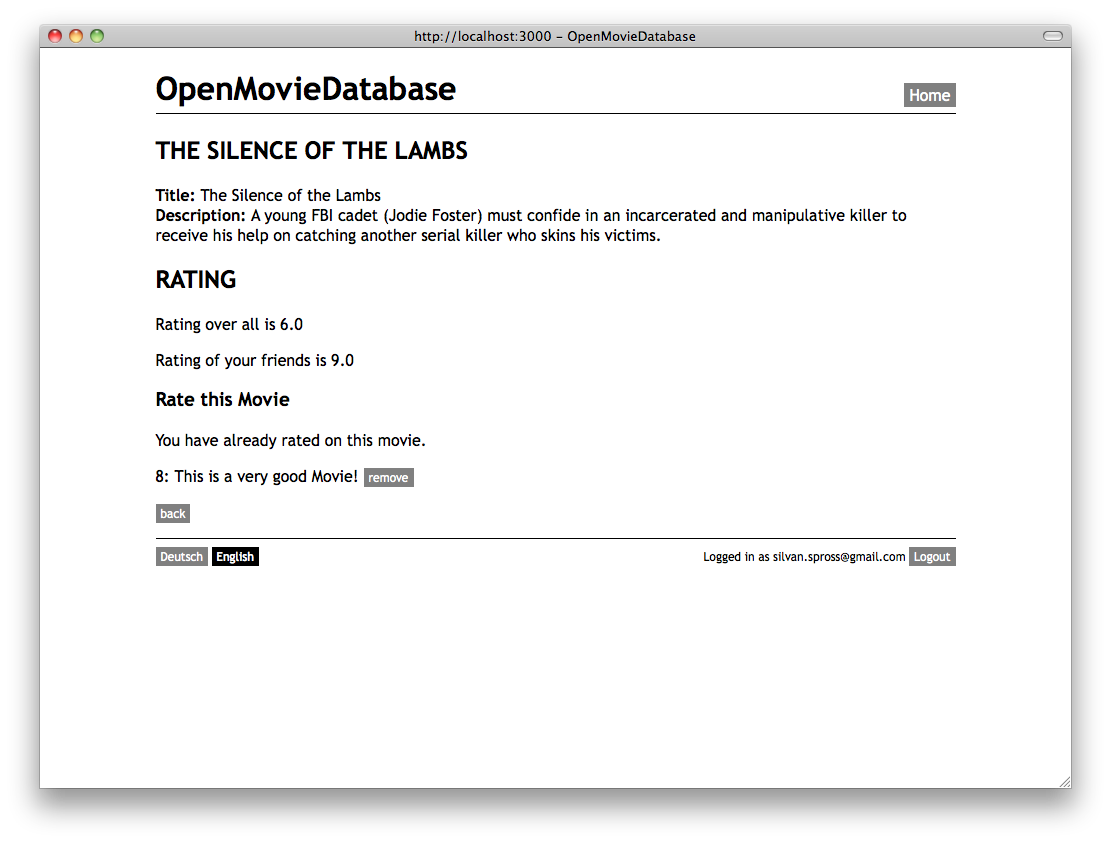 http://localhost:3000 – OpenMovieDatabase
OpenMovieDatabase
Home
THE SILENCE OF THE LAMBS
Title: The Silence of the Lambs
Description: A young FBI cadet (Jodie Foster) must confide in an incarcerated and manipulative killer to
receive his help on catching another serial killer who skins his victims.
RATING
Rating over all is 6.0
Rating of your friends is 9.0
Rate this Movie
You have already rated on this movie.
8: This is a very good Movie! remove
back
Deutsch English Logged in as silvan.spross@gmail.com Logout